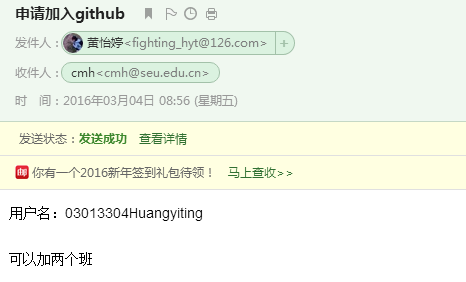 申请加入github
发件人：黄怡婷<fighting_hyt@126.com> +
收件人：cmh<cmh@seu.edu.cn>
时　间：2016年03月04日 08:56 (星期五)
发送状态：发送成功 查看详情
你有一个2016新年签到礼包待领！ 马上查收>>
用户名：03013304Huangyiting
可以加两个班